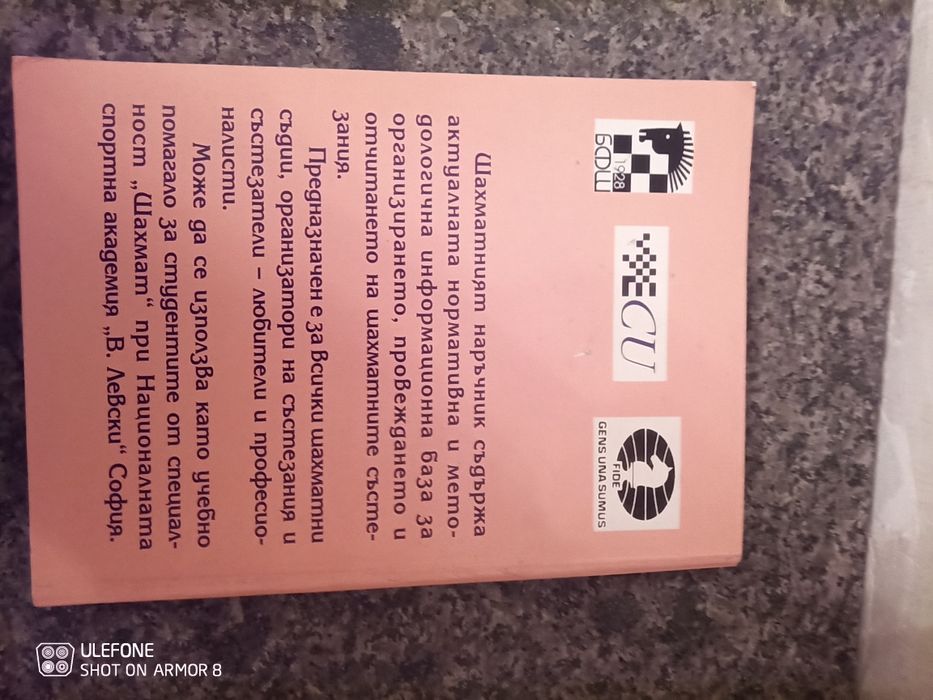 1928
БФШ
ECU
FIDE
GENS UNA SUMUS
Шахматният наръчник съдържа
актуалната нормативна и мето-
дологична информационна база за
организирането, провеждането и
отчитането на шахматните състе-
зания.
Предназначен е за всички шахматни
съдии, организатори на състезания и
състезатели – любители и професио-
налисти.
Може да се използва като учебно
помагало за студентите от специал-
ност „Шахмат“ при Националната
спортна академия „В. Левски“ София.
ULEFONE
SHOT ON ARMOR 8